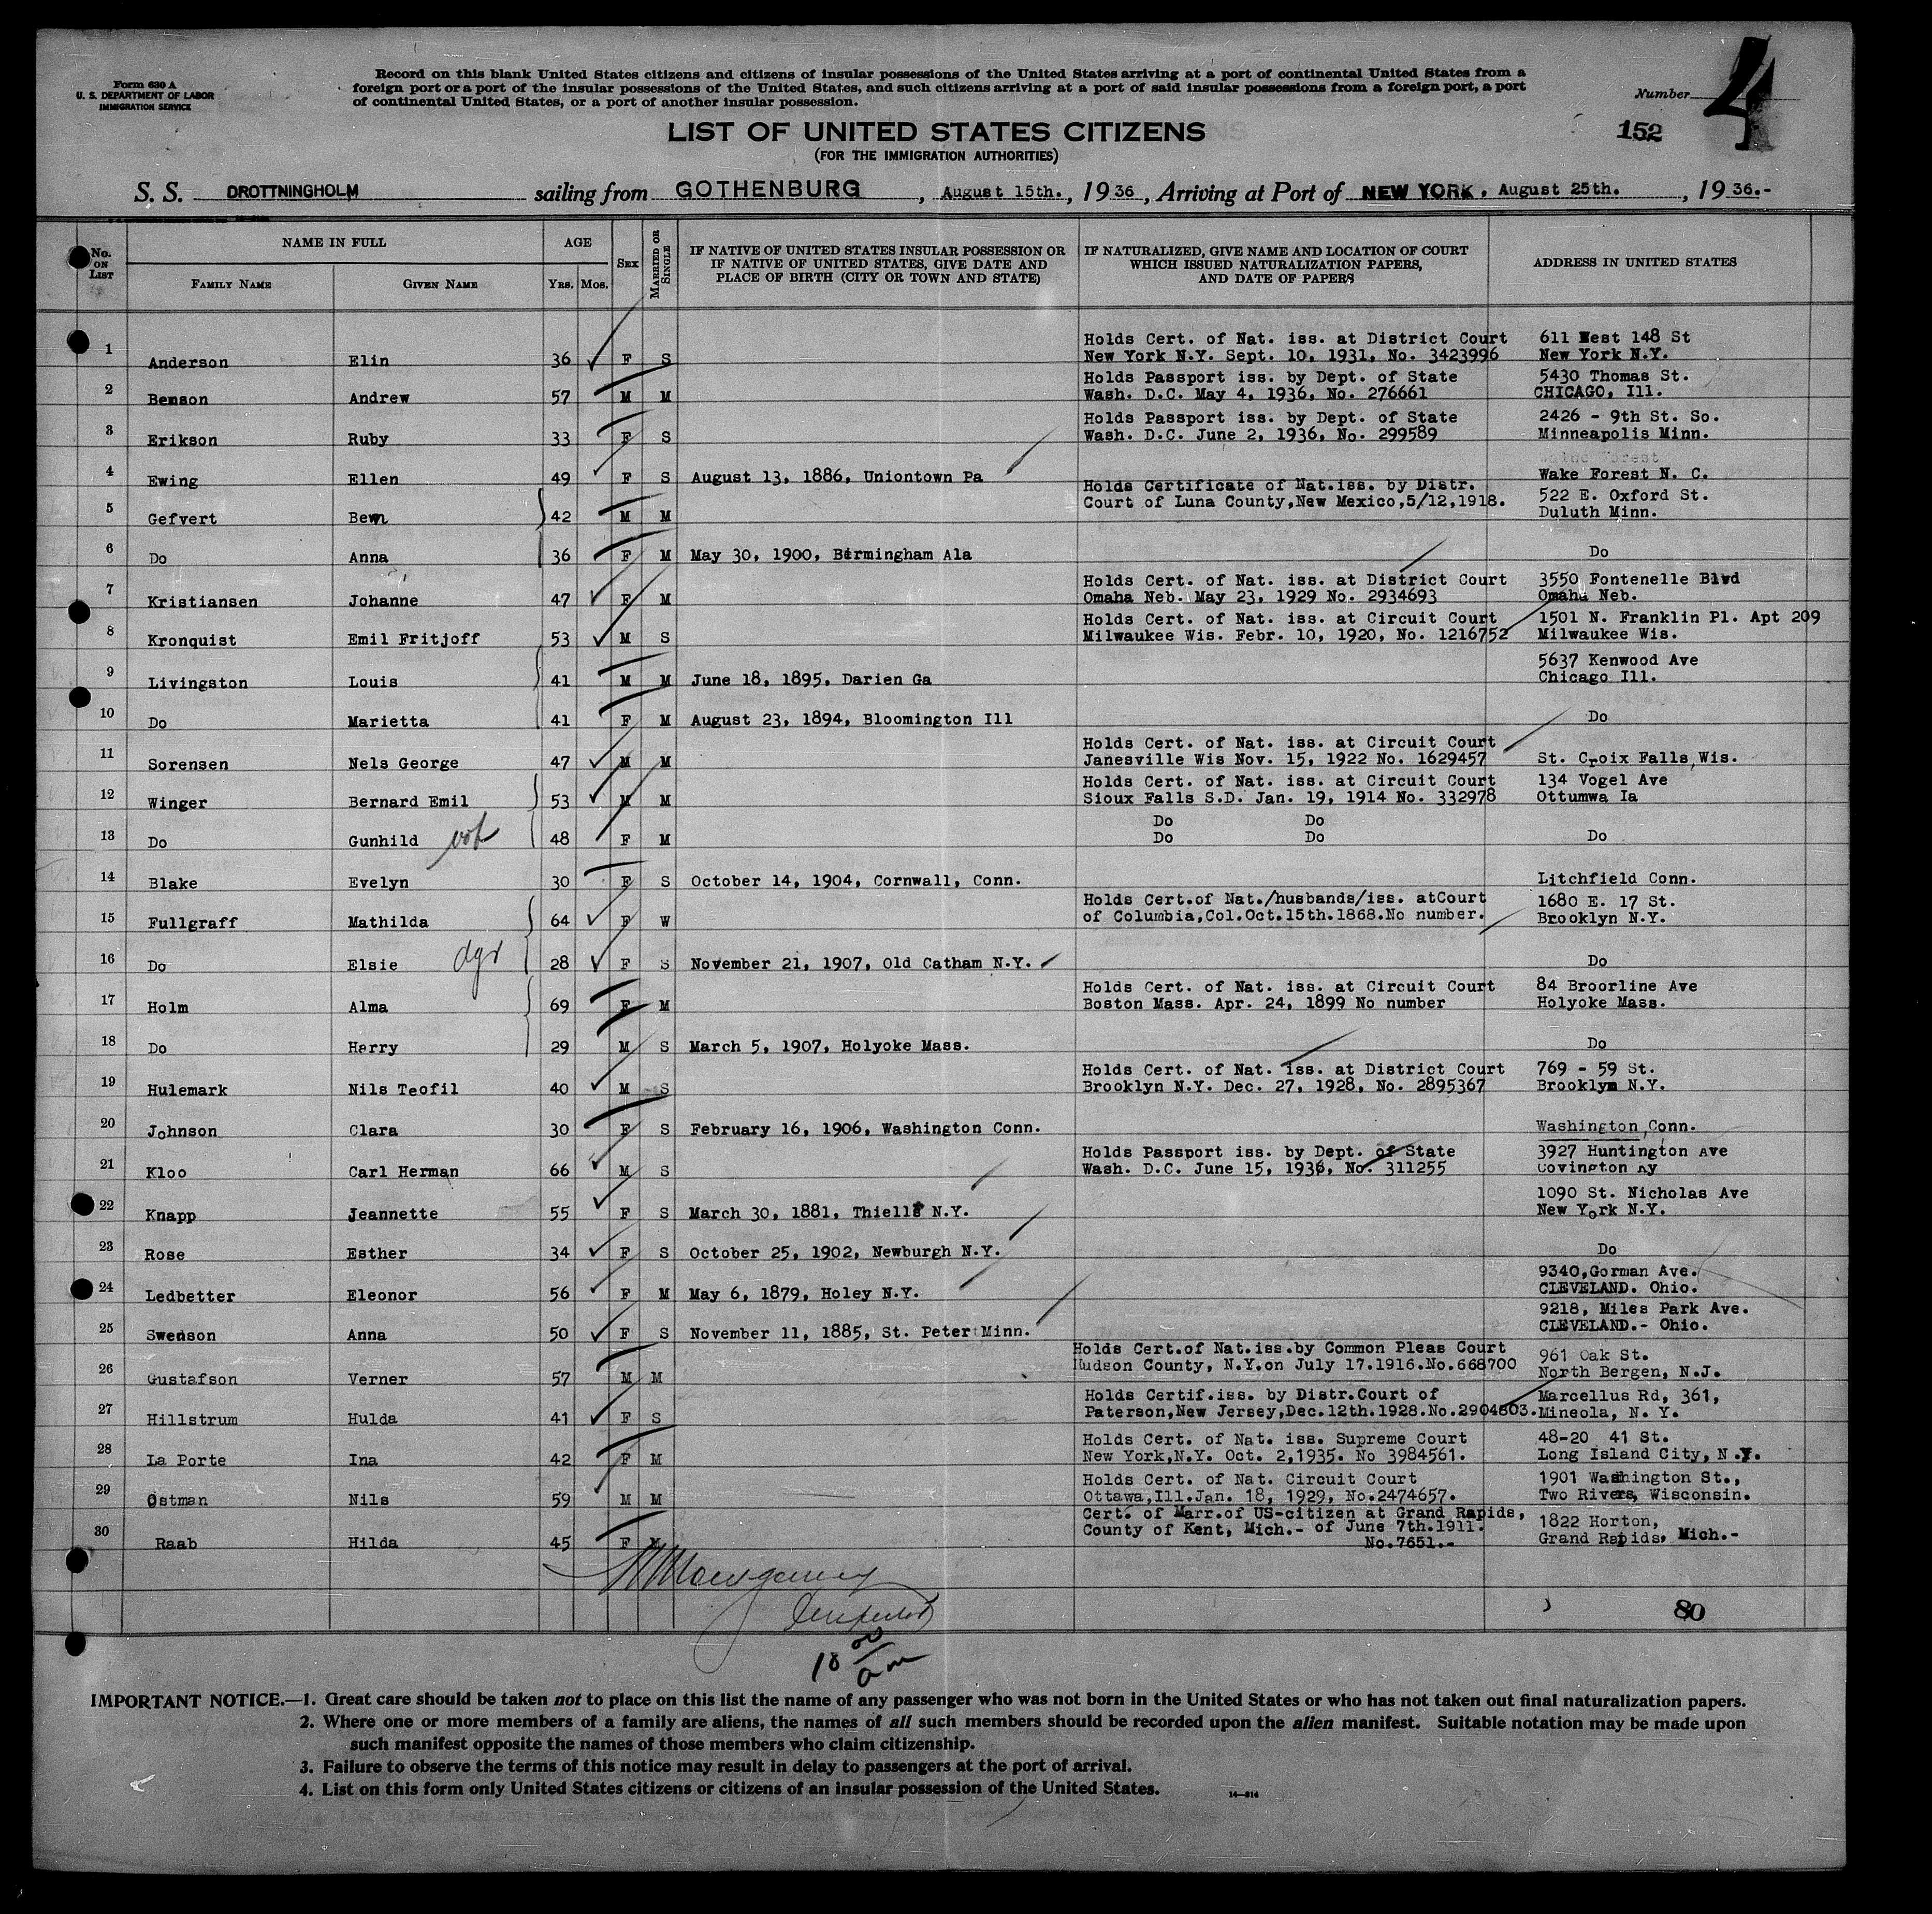 Form 630 A
U. S. DEPARTMENT OF LABOR
IMMIGRATION SERVICE
Record on this blank United States citizens and citizens of insular possessions of the United States arriving at a port of continental United States from a
foreign port or a port of the insular possessions of the United States, and such citizens arriving at a port of said insular possessions from a foreign port, a port
of continental United States, or a port of another insular possession.
Number 4
152
LIST OF UNITED STATES CITIZENS
(FOR THE IMMIGRATION AUTHORITIES)
S. S. DROTTNINGHOLM sailing from GOTHENBURG, August 15th., 1936, Arriving at Port of NEW YORK. August 25th., 1936.-
No. ON LIST
NAME IN FULL
FAMILY NAME
GIVEN NAME
AGE
YRS. MOS.
SEX
MARRIED OR SINGLE
IF NATIVE OF UNITED STATES INSULAR POSSESSION OR
IF NATIVE OF UNITED STATES, GIVE DATE AND
PLACE OF BIRTH (CITY OR TOWN AND STATE)
IF NATURALIZED, GIVE NAME AND LOCATION OF COURT
WHICH ISSUED NATURALIZATION PAPERS,
AND DATE OF PAPERS
ADDRESS IN UNITED STATES
Holds Cert. of Nat. iss. at District Court 611 West 148 St
1 Anderson Elin 36 F S New York N.Y. Sept. 10, 1931, No. 3423996 New York N.Y.
Holds Passport iss. by Dept. of State 5430 Thomas St.
2 Benson Andrew 57 M M Wash. D.C. May 4, 1936, No. 276661 CHICAGO, Ill.
Holds Passport iss. by Dept. of State 2426 - 9th St. So.
3 Erikson Ruby 33 F S Wash. D.C. June 2, 1936, No. 299589 Minneapolis Minn.
4 Ewing Ellen 49 F S August 13, 1886, Uniontown Pa Wake Forest N. C.
Holds Certificate of Nat.iss. by Distr. 522 E. Oxford St.
Court of Luna County,New Mexico,5/12,1918.
5 Gefvert Bern 42 M M Duluth Minn.
6 Do Anna 36 F M May 30, 1900, Birmingham Ala Do
Holds Cert. of Nat. iss. at District Court 3550 Fontenelle Blvd
7 Kristiansen Johanne 47 F M Omaha Neb. May 23, 1929 No. 2934693 Omaha Neb.
Holds Cert. of Nat. iss. at Circuit Court 1501 N. Franklin Pl. Apt 209
8 Kronquist Emil Fritjoff 53 M S Milwaukee Wis. Febr. 10, 1920, No. 1216752 Milwaukee Wis.
5637 Kenwood Ave
9 Livingston Louis 41 M M June 18, 1895, Darien Ga Chicago Ill.
10 Do Marietta 41 F M August 23, 1894, Bloomington Ill Do
Holds Cert. of Nat. iss. at Circuit Court
11 Sorensen Nels George 47 M M Janesville Wis Nov. 15, 1922 No. 1629457 St. Croix Falls, Wis.
Holds Cert. of Nat. iss. at Circuit Court 134 Vogel Ave
12 Winger Bernard Emil 53 M M Sioux Falls S.D. Jan. 19, 1914 No. 332978 Ottumwa Ia
Do Do
13 Do Gunhild wf 48 F M Do Do Do
14 Blake Evelyn 30 F S October 14, 1904, Cornwall, Conn. Litchfield Conn.
Holds Cert.of Nat./husbands/iss. atCourt 1680 E. 17 St.
15 Fullgraff Mathilda 64 F W of Columbia,Col.Oct.15th.1868.No number. Brooklyn N.Y.
16 Do Elsie dgr 28 F S November 21, 1907, Old Catham N.Y. Do
Holds Cert. of Nat. iss. at Circuit Court 84 Broorline Ave
17 Holm Alma 69 F M Boston Mass. Apr. 24, 1899 No number Holyoke Mass.
18 Do Harry 29 M S March 5, 1907, Holyoke Mass. Do
Holds Cert. of Nat. iss. at District Court 769 - 59 St.
19 Hulemark Nils Teofil 40 M S Brooklyn N.Y. Dec. 27, 1928, No. 2895367 Brooklyn N.Y.
20 Johnson Clara 30 F S February 16, 1906, Washington Conn. Washington, Conn.
Holds Passport iss. by Dept. of State 3927 Huntington Ave
21 Kloo Carl Herman 66 M S Wash. D.C. June 15, 1936, No. 311255 Covington Ky
1090 St. Nicholas Ave
22 Knapp Jeannette 55 F S March 30, 1881, Thiells N.Y. New York N.Y.
23 Rose Esther 34 F S October 25, 1902, Newburgh N.Y. Do
9340,Gorman Ave.
24 Ledbetter Eleonor 56 F M May 6, 1879, Holey N.Y. CLEVELAND. Ohio.
9218, Miles Park Ave.
25 Swenson Anna 50 F S November 11, 1885, St. Peter Minn. CLEVELAND.- Ohio.
Holds Cert.of Nat.iss.by Common Pleas Court 961 Oak St.
Hudson County, N.Y.on July 17.1916.No.668700
26 Gustafson Verner 57 M M North Bergen, N.J.
Holds Certif.iss. by Distr.Court of Marcellus Rd, 361,
27 Hillstrum Hulda 41 F S Paterson,New Jersey,Dec.12th.1928.No.2904803. Mineola, N. Y.
Holds Cert. of Nat. iss. Supreme Court 48-20 41 St.
28 La Porte Ina 42 F M New York,N.Y. Oct. 2,1935. No 3984561. Long Island City, N.Y.
Holds Cert. of Nat. Circuit Court 1901 Washington St.,
29 Ostman Nils 59 M M Ottawa,Ill.Jan. 18, 1929, No.2474657. Two Rivers, Wisconsin.
Cert. of Marr.of US-citizen at Grand Rapids,
County of Kent, Mich.- of June 7th.1911. 1822 Horton,
30 Raab Hilda 45 F M No.7651.- Grand Rapids, Mich.-
80
10 00 am
IMPORTANT NOTICE.—1. Great care should be taken not to place on this list the name of any passenger who was not born in the United States or who has not taken out final naturalization papers.
2. Where one or more members of a family are aliens, the names of all such members should be recorded upon the alien manifest. Suitable notation may be made upon
such manifest opposite the names of those members who claim citizenship.
3. Failure to observe the terms of this notice may result in delay to passengers at the port of arrival.
4. List on this form only United States citizens or citizens of an insular possession of the United States.
14—814